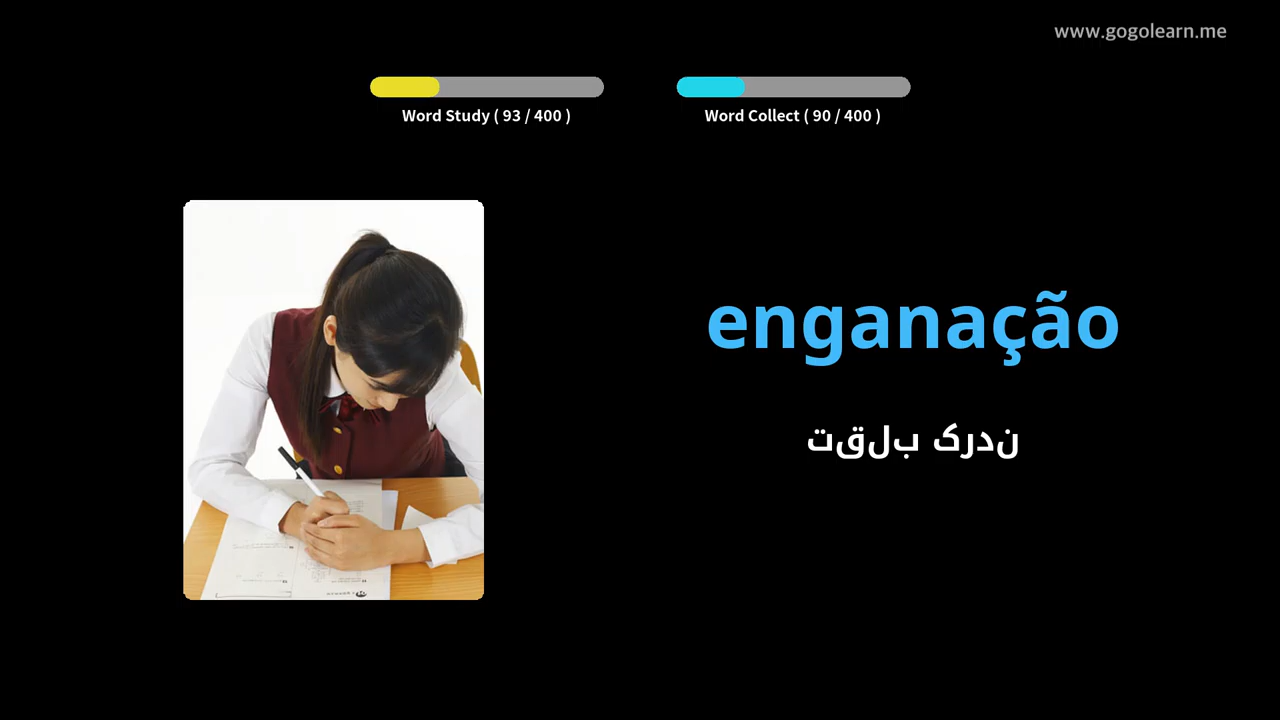 www.gogolearn.me
Word Study ( 93 / 400 )
Word Collect ( 90 / 400 )
enganação
ندرک بلقت